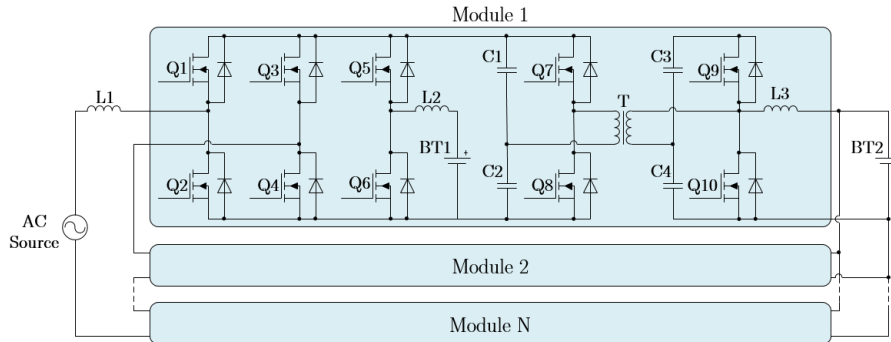 Module 1
Q1
Q3
Q5
C1
Q7
C3
Q9
L1
L2
T
L3
BT1
+
BT2
Q2
Q4
Q6
C2
Q8
C4
Q10
AC
Source
Module 2
Module N